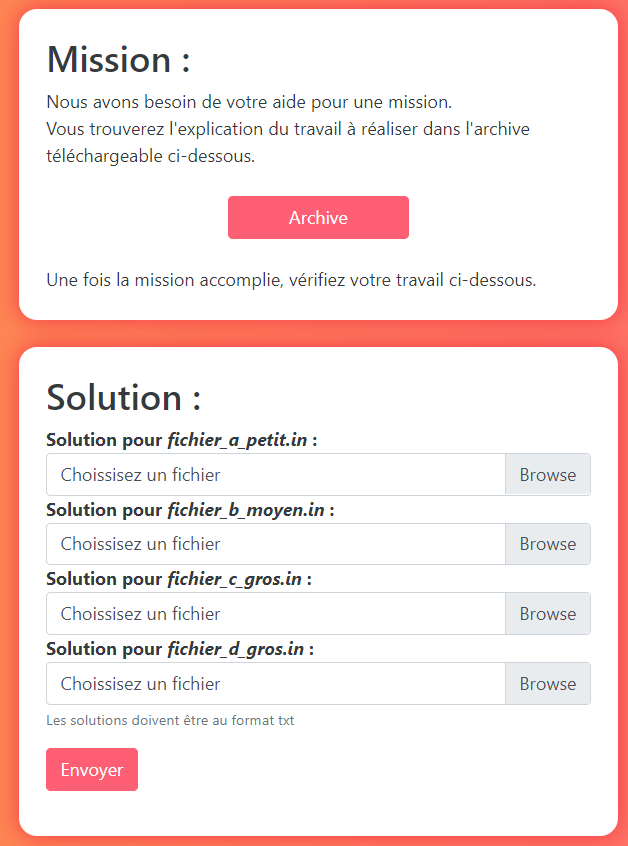 Mission :
Nous avons besoin de votre aide pour une mission.
Vous trouverez l'explication du travail à réaliser dans l'archive
téléchargeable ci-dessous.
Archive
Une fois la mission accomplie, vérifiez votre travail ci-dessous.
Solution :
Solution pour fichier_a_petit.in :
Choissisez un fichier Browse
Solution pour fichier_b_moyen.in :
Choissisez un fichier Browse
Solution pour fichier_c_gros.in :
Choissisez un fichier Browse
Solution pour fichier_d_gros.in :
Choissisez un fichier Browse
Les solutions doivent être au format txt
Envoyer